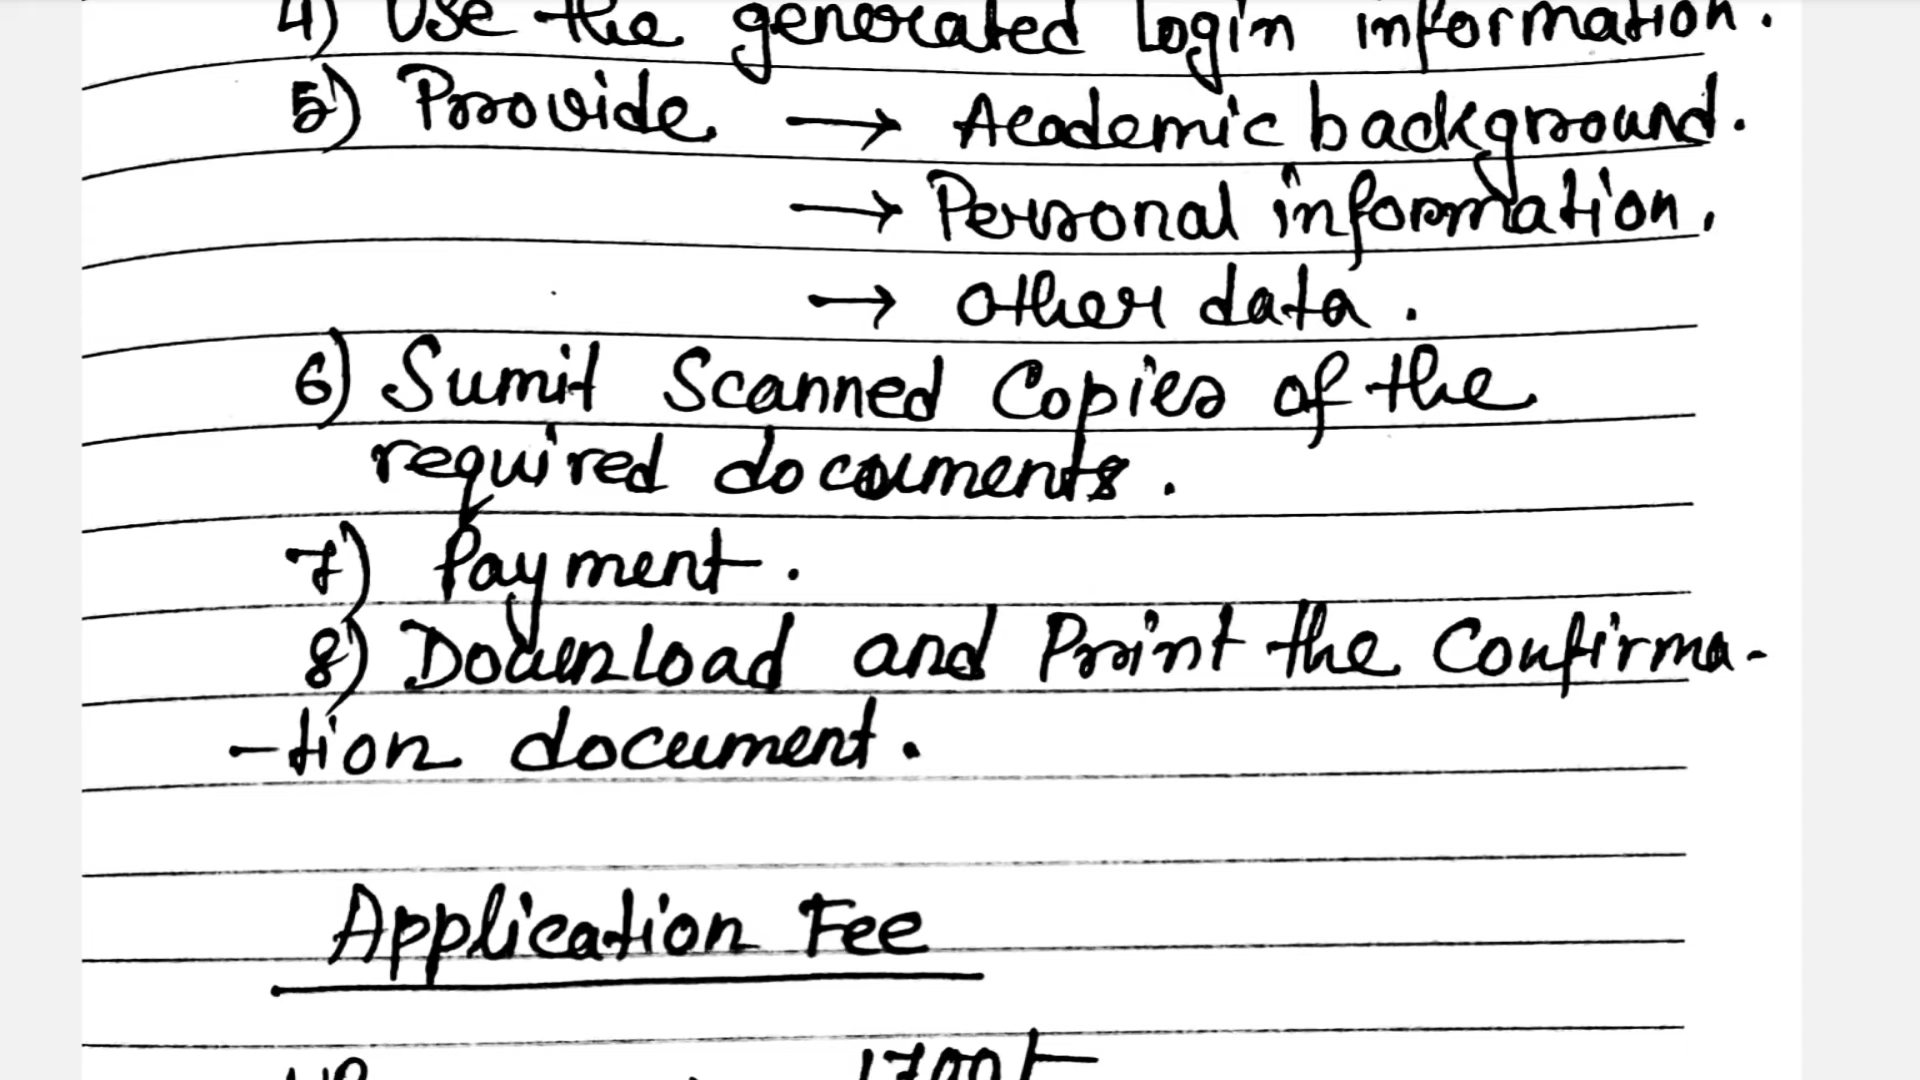 4) Use the generated login information.
5) Provide → Academic background.
→ Personal information.
→ Other data.
6) Sumit Scanned Copies of the
required documents.
7) Payment.
8) Download and Print the Confirma-
-tion document.
Application Fee